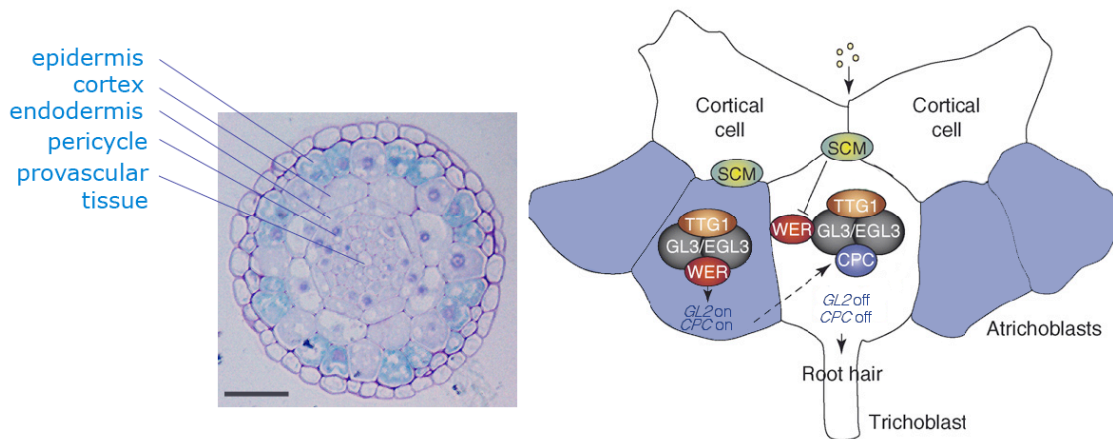 epidermis
cortex
endodermis
pericycle
provascular
tissue
Cortical
cell
Cortical
cell
SCM
SCM
TTG1
GL3/EGL3
WER
GL2 on
CPC on
TTG1
WER
GL3/EGL3
CPC
GL2 off
CPC off
Atrichoblasts
Root hair
Trichoblast